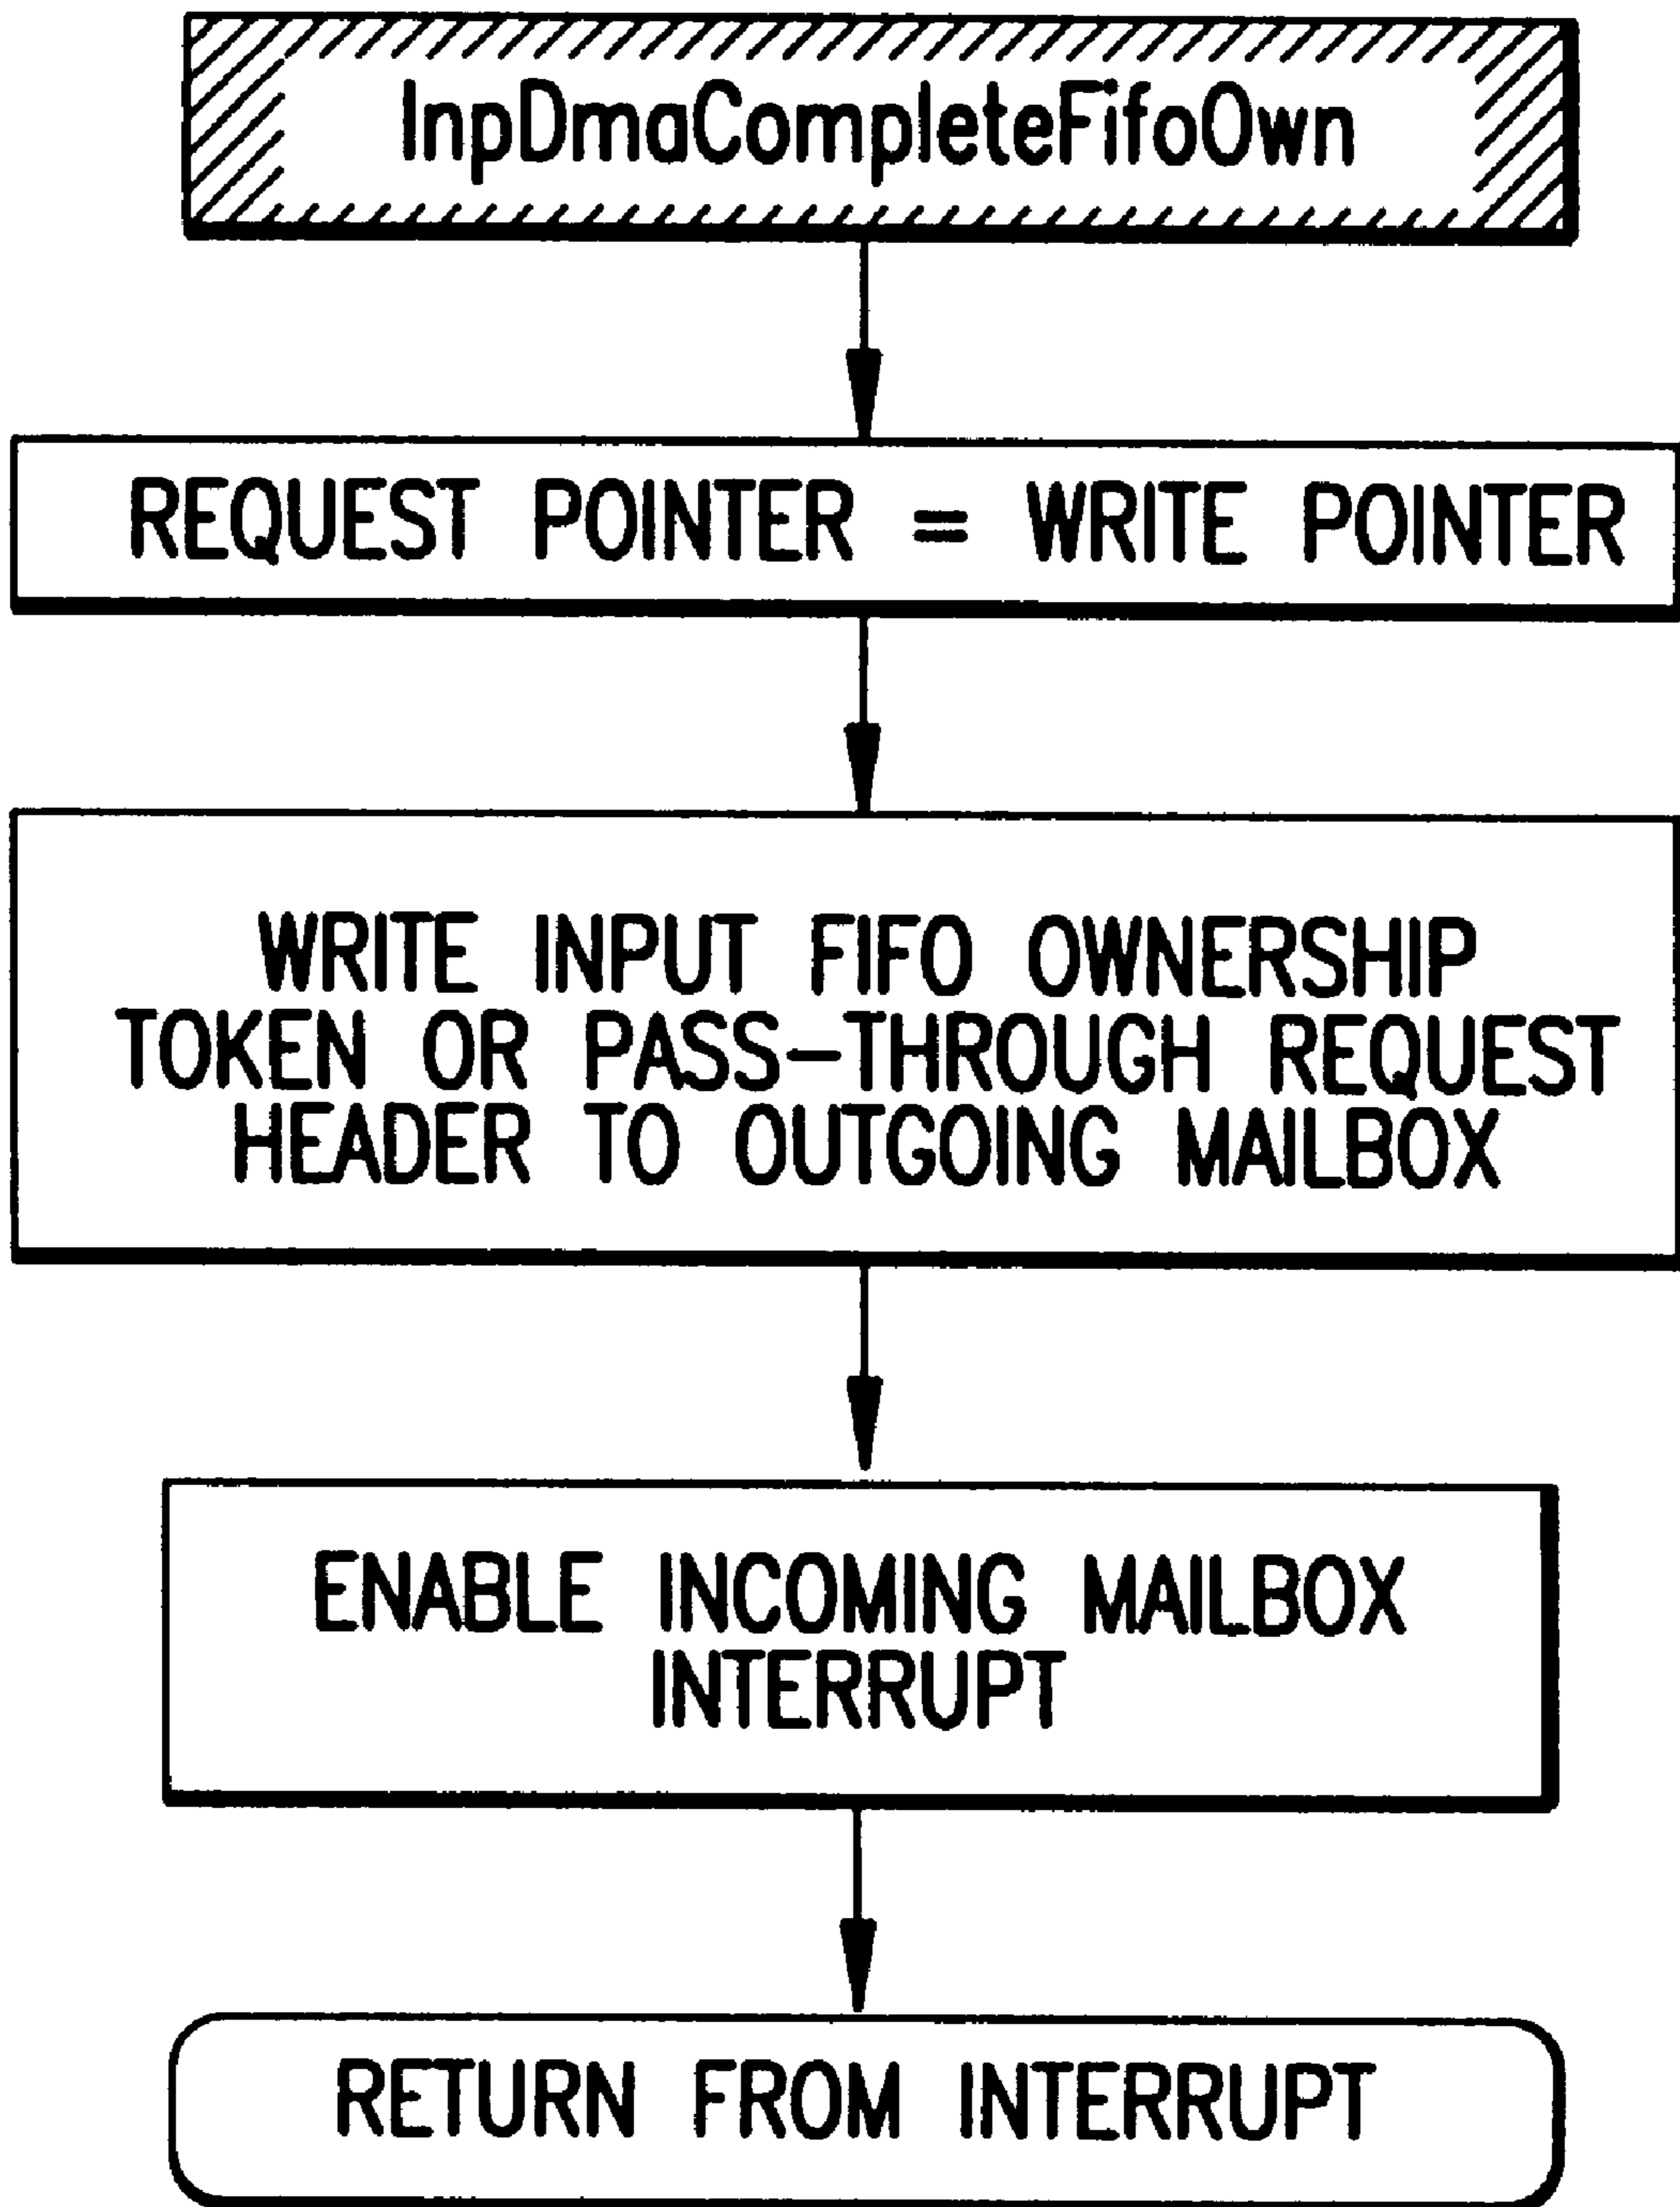 InpDmaCompleteFifoOwn
REQUEST POINTER = WRITE POINTER
WRITE INPUT FIFO OWNERSHIP
TOKEN OR PASS-THROUGH REQUEST
HEADER TO OUTGOING MAILBOX
ENABLE INCOMING MAILBOX
INTERRUPT
RETURN FROM INTERRUPT